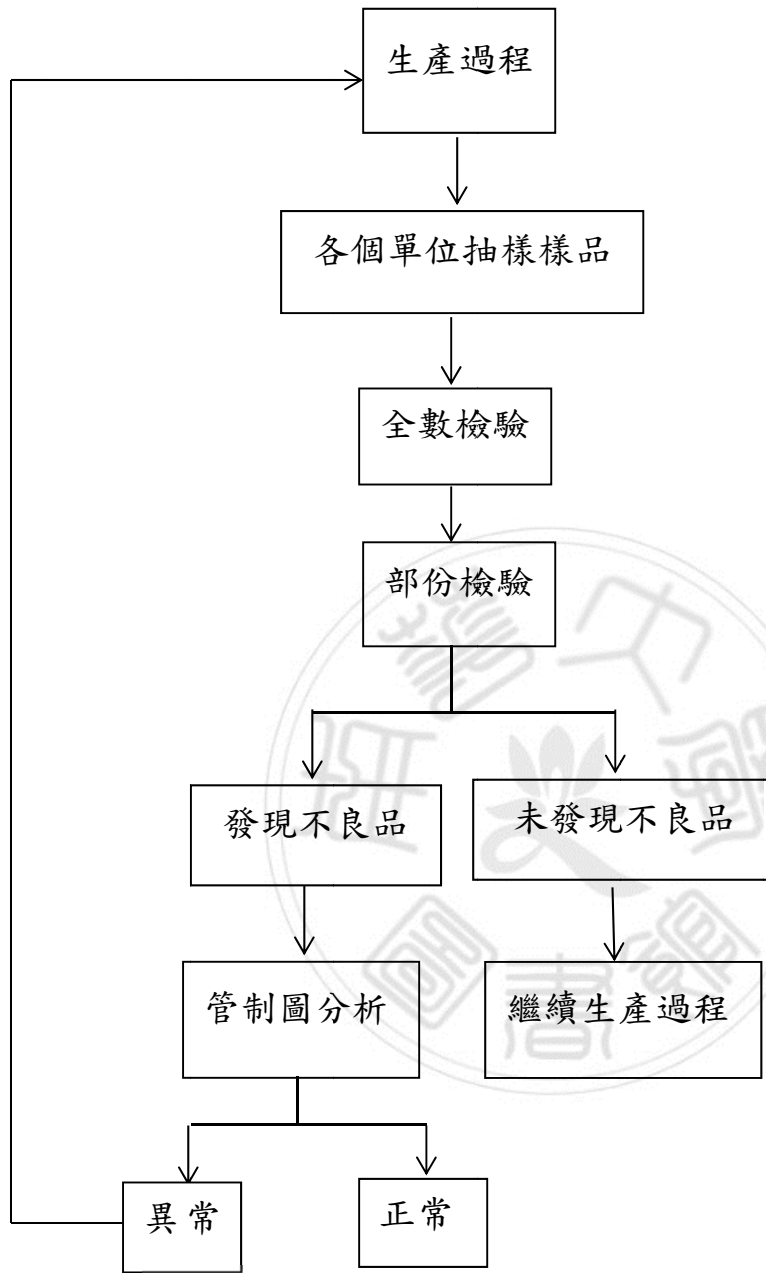 生產過程
各個單位抽樣樣品
全數檢驗
部份檢驗
發現不良品
未發現不良品
管制圖分析
繼續生產過程
異常
正常